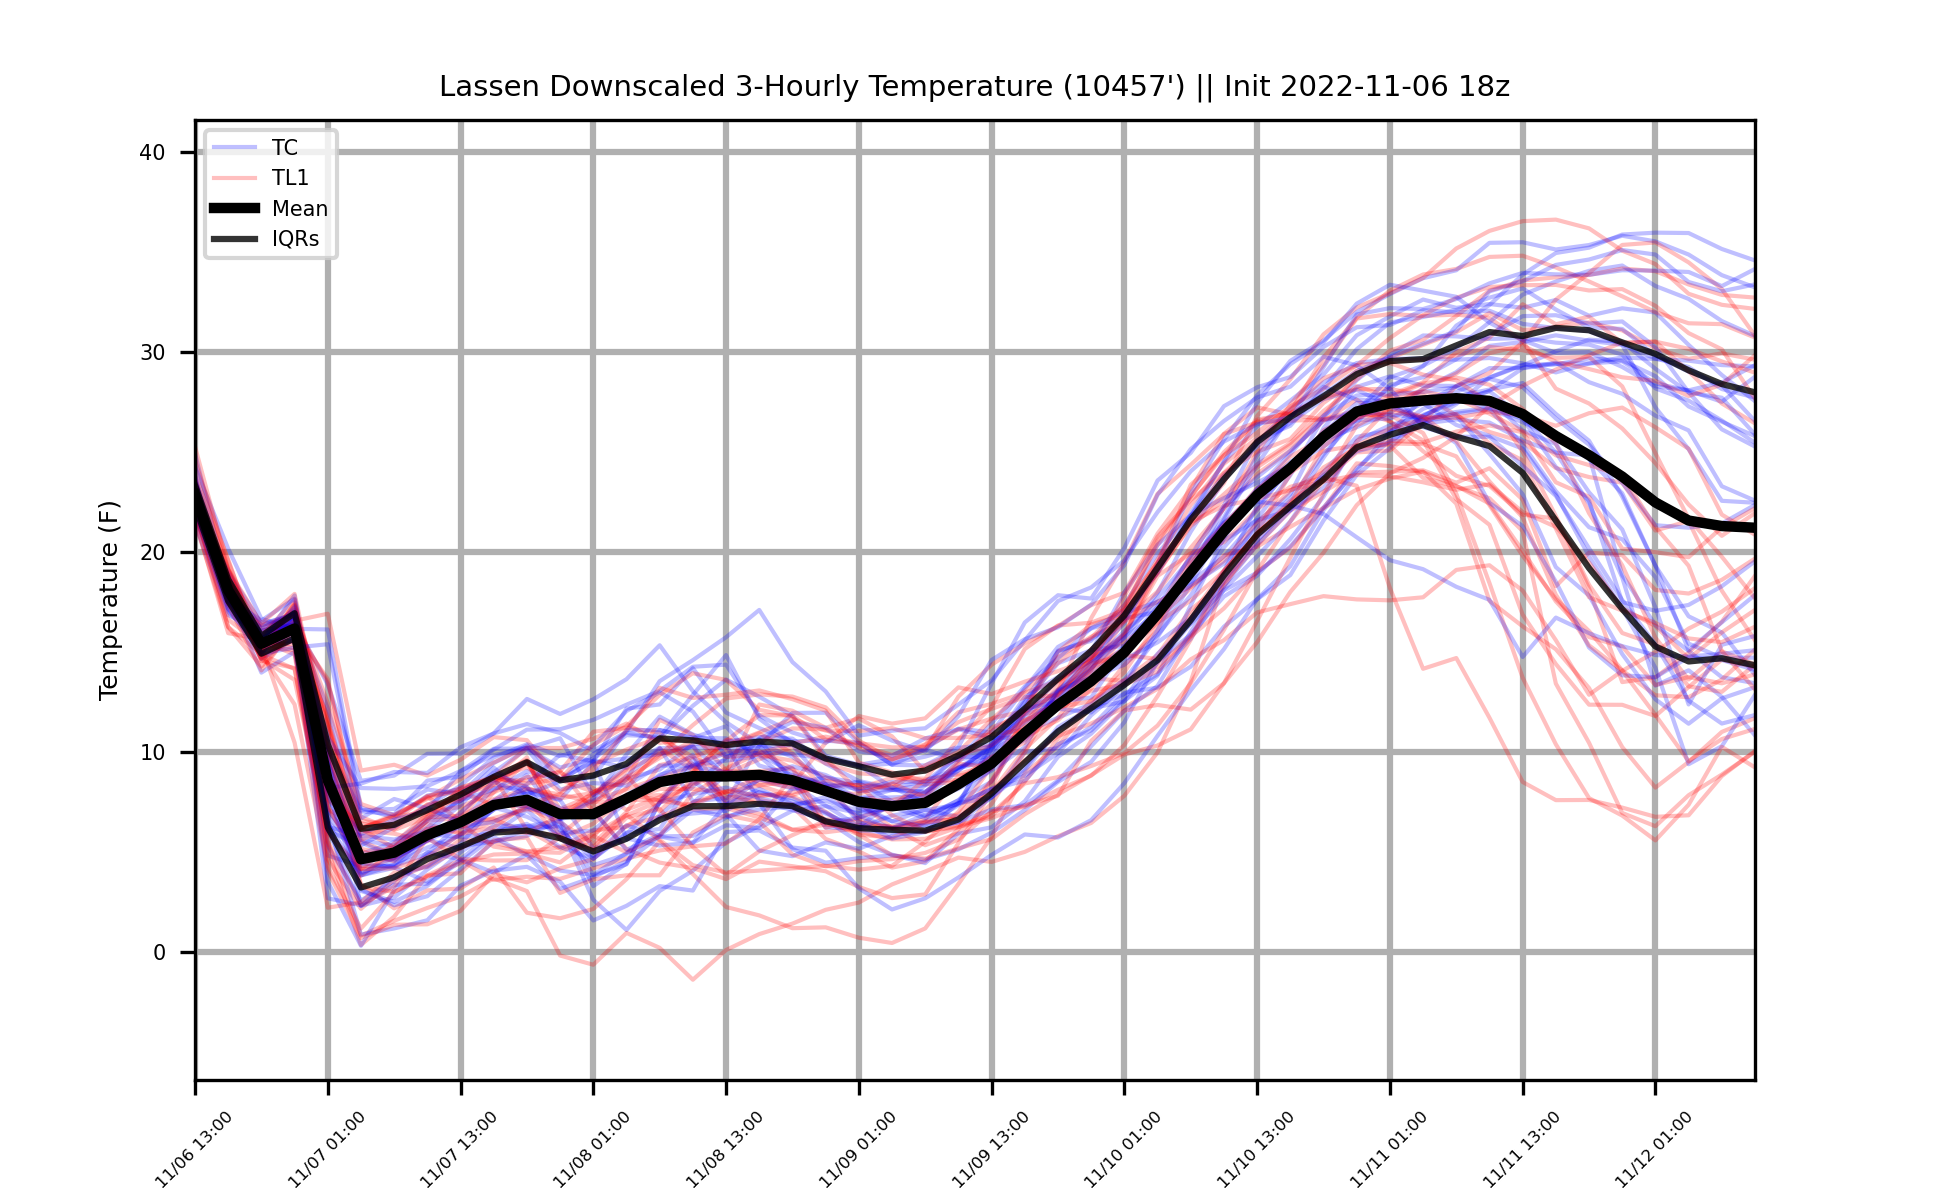 Lassen Downscaled 3-Hourly Temperature (10457') || Init 2022-11-06 18z
TC
TL1
Mean
IQRs
Temperature (F)
40
30
20
10
0
11/06 13:00
11/07 01:00
11/07 13:00
11/08 01:00
11/08 13:00
11/09 01:00
11/09 13:00
11/10 01:00
11/10 13:00
11/11 01:00
11/11 13:00
11/12 01:00